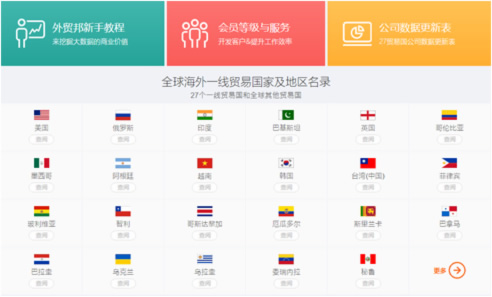 外贸邦新手教程
来挖掘大数据的商业价值
会员等级与服务
开发客户&提升工作效率
公司数据更新表
27贸易国公司数据更新表
全球海外一线贸易国家及地区名录
27个一线贸易国和全球其他贸易国
美国
俄罗斯
印度
巴基斯坦
英国
哥伦比亚
查阅
查阅
查阅
查阅
查阅
查阅
墨西哥
阿根廷
越南
韩国
台湾(中国)
菲律宾
查阅
查阅
查阅
查阅
查阅
查阅
玻利维亚
智利
哥斯达黎加
厄瓜多尔
斯里兰卡
巴拿马
查阅
查阅
查阅
查阅
查阅
查阅
巴拉圭
乌克兰
乌拉圭
委纳内拉
秘鲁
更多
查阅
查阅
查阅
查阅
查阅